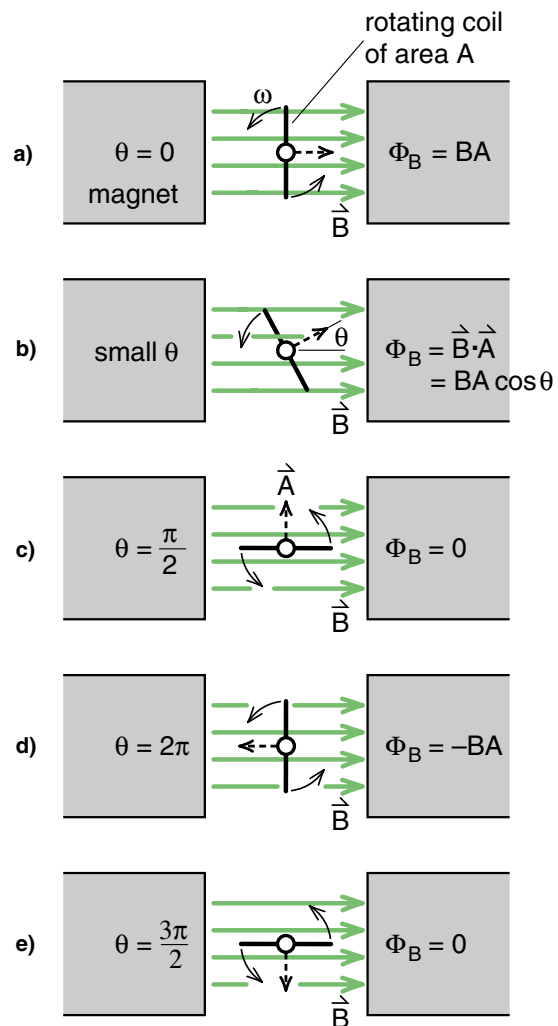 rotating coil
of area A
a)
θ = 0
magnet
ω
B⃗
Φ_B = BA
b)
small θ
θ
B⃗
Φ_B = B⃗·A⃗
= BA cos θ
c)
θ = π/2
A⃗
B⃗
Φ_B = 0
d)
θ = 2π
B⃗
Φ_B = –BA
e)
θ = 3π/2
B⃗
Φ_B = 0